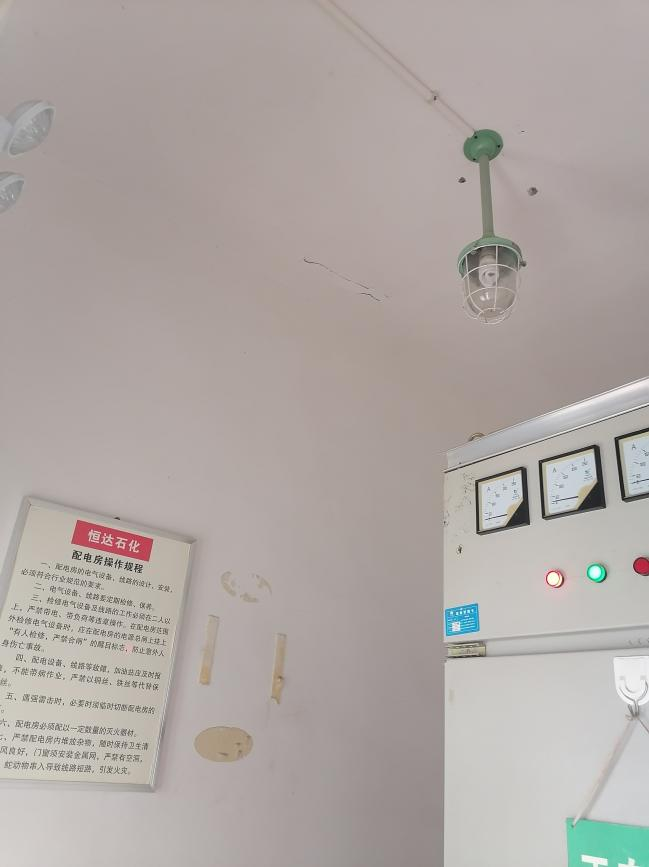 恒达石化
配电房操作规程
一、配电房的电气设备、线路的设计、安装，
必须符合行业规范的要求。
二、电气设备、线路要定期检修、保养。
三、检修电气设备及线路的工作必须在二人以
上，严禁带电、带负荷等违章操作。在配电房范围
外检修电气设备时，应在配电房的电源总闸上挂上
“有人检修，严禁合闸”的醒目标志，防止意外人
身伤亡事故。
四、配电设备、线路等故障，加油站应及时报
，不能带病作业，严禁以铜丝、铁丝等代替保
丝。
五、遇强雷击时，必要时须临时切断配电房的
六、配电房必须配以一定数量的灭火器材。
七、严禁配电房内堆放杂物，随时保持卫生清
风良好，门窗须安装金属网，严禁有空洞，
蛇动物串入导致线路短路，引发火灾。
A
A
A